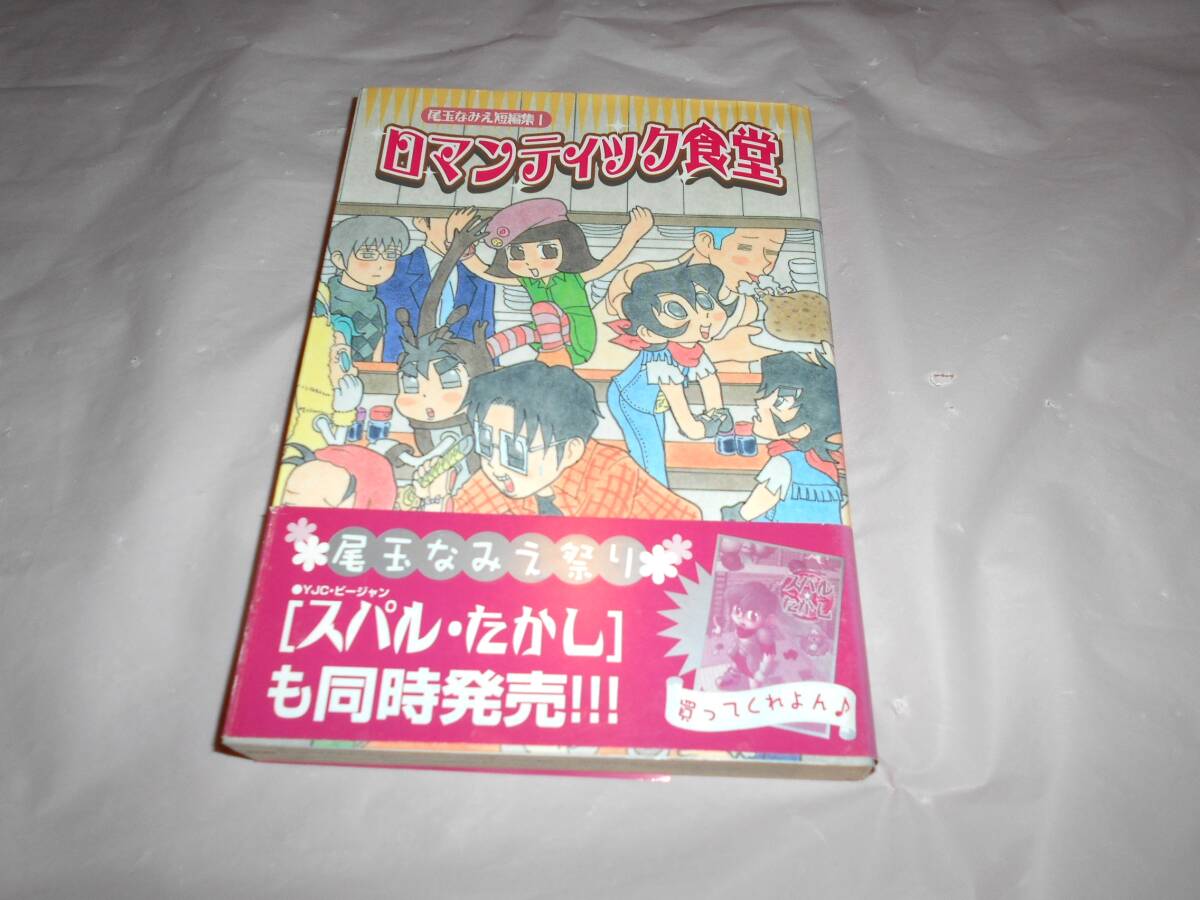 尾玉なみえ短編集1
ロマンティック食堂
尾玉なみえ祭り
●YJC・ビージャン
[スパル・たかし]
も同時発売!!!
スパル
たかし
買ってくれよん♪